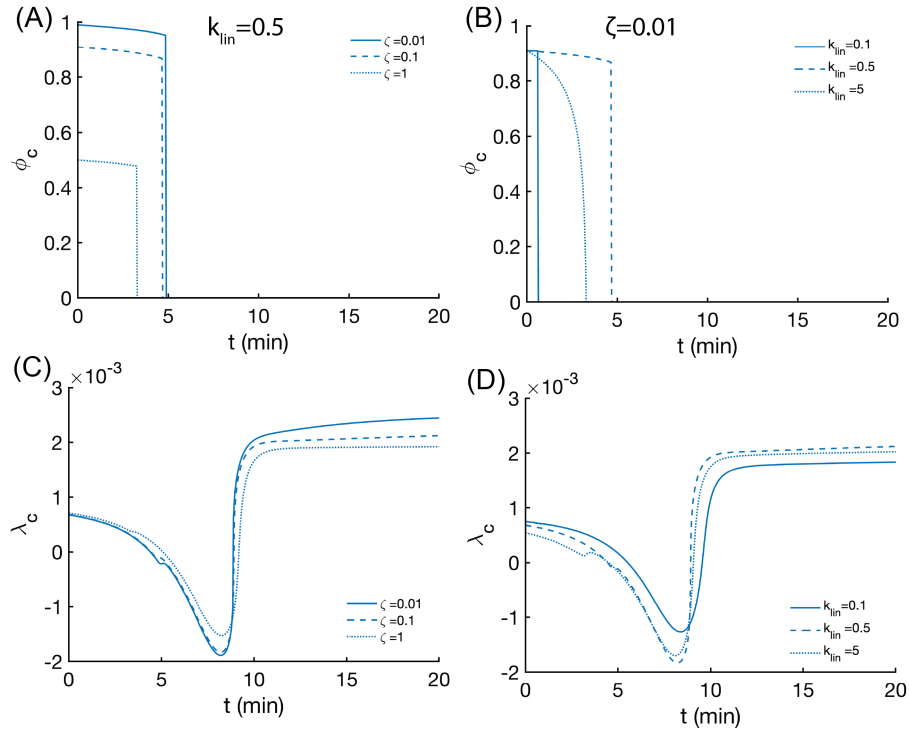 (A)
k_lin=0.5
1
0.8
0.6
0.4
0.2
0
ϕ_c
0 5 10 15 20
t (min)
ζ=0.01
ζ=0.1
ζ=1
(B)
ζ=0.01
1
0.8
0.6
0.4
0.2
0
ϕ_c
0 5 10 15 20
t (min)
k_lin=0.1
k_lin=0.5
k_lin=5
(C)
×10^-3
3
2
1
0
-1
-2
λ_c
0 5 10 15 20
t (min)
ζ=0.01
ζ=0.1
ζ=1
(D)
×10^-3
3
2
1
0
-1
-2
λ_c
0 5 10 15 20
t (min)
k_lin=0.1
k_lin=0.5
k_lin=5